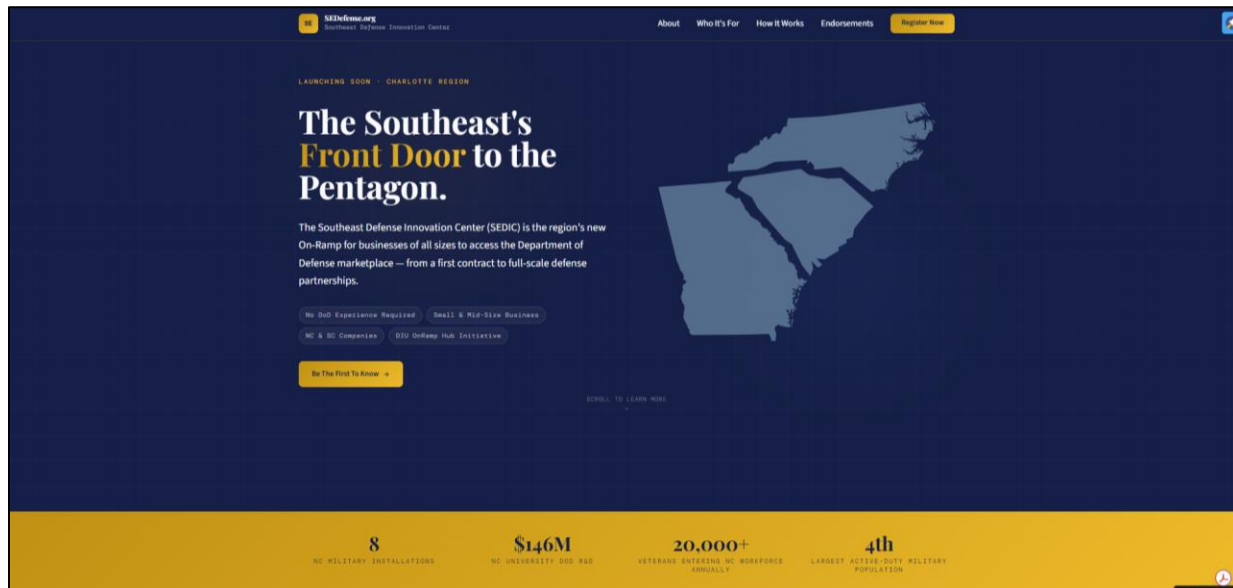 SE
SEDefense.org
Southeast Defense Innovation Center
About
Who It's For
How It Works
Endorsements
Register Now
LAUNCHING SOON · CHARLOTTE REGION
The Southeast's
Front Door to the
Pentagon.
The Southeast Defense Innovation Center (SEDIC) is the region's new
On-Ramp for businesses of all sizes to access the Department of
Defense marketplace — from a first contract to full-scale defense
partnerships.
No DoD Experience Required
Small & Mid-Size Business
NC & SC Companies
DIU OnRamp Hub Initiative
Be The First To Know →
SCROLL TO LEARN MORE
8
NC MILITARY INSTALLATIONS
$146M
NC UNIVERSITY DOD R&D
20,000+
VETERANS ENTERING NC WORKFORCE
ANNUALLY
4th
LARGEST ACTIVE-DUTY MILITARY
POPULATION